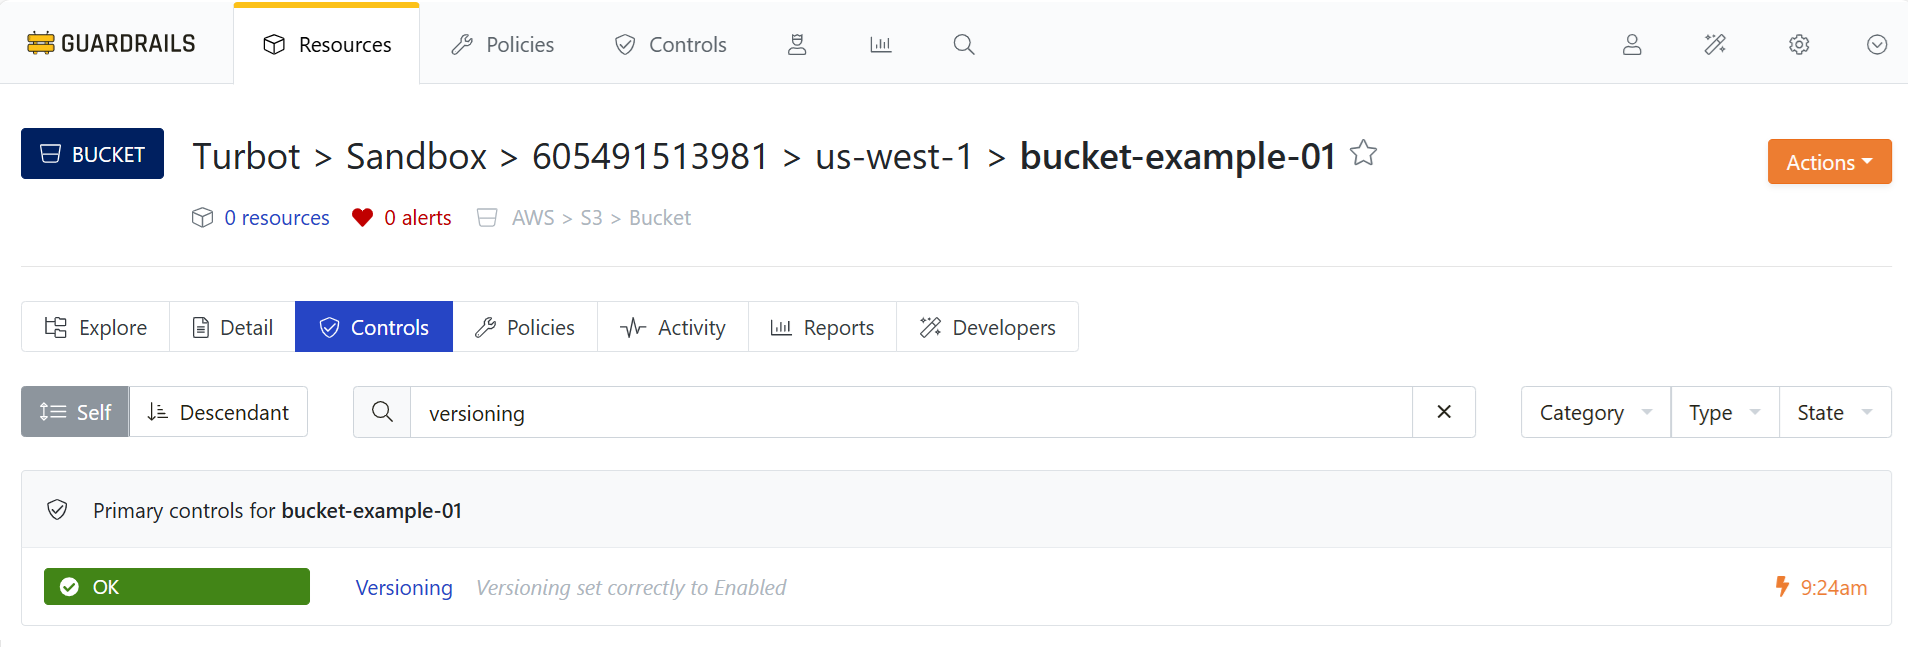 GUARDRAILS Resources Policies Controls
BUCKET Turbot > Sandbox > 605491513981 > us-west-1 > bucket-example-01 Actions
0 resources 0 alerts AWS > S3 > Bucket
Explore Detail Controls Policies Activity Reports Developers
Self Descendant versioning Category Type State
Primary controls for bucket-example-01
OK Versioning Versioning set correctly to Enabled 9:24am